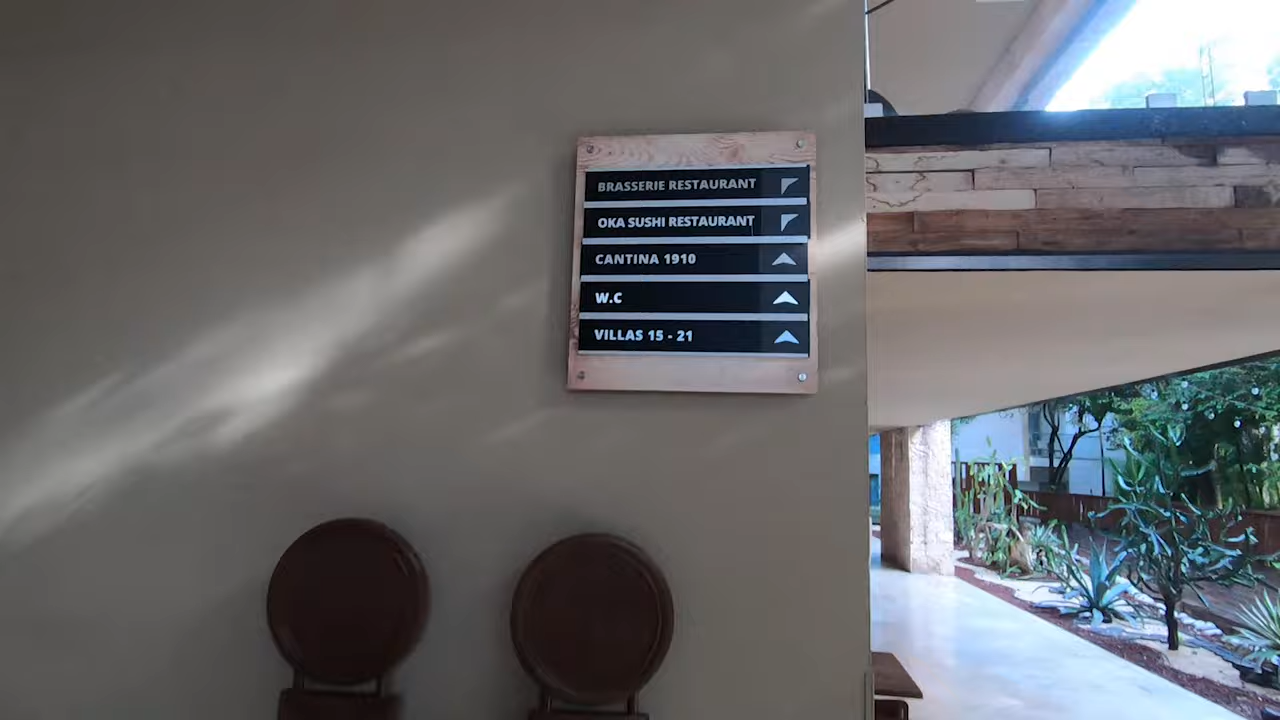 BRASSERIE RESTAURANT
OKA SUSHI RESTAURANT
CANTINA 1910
W.C
VILLAS 15 - 21